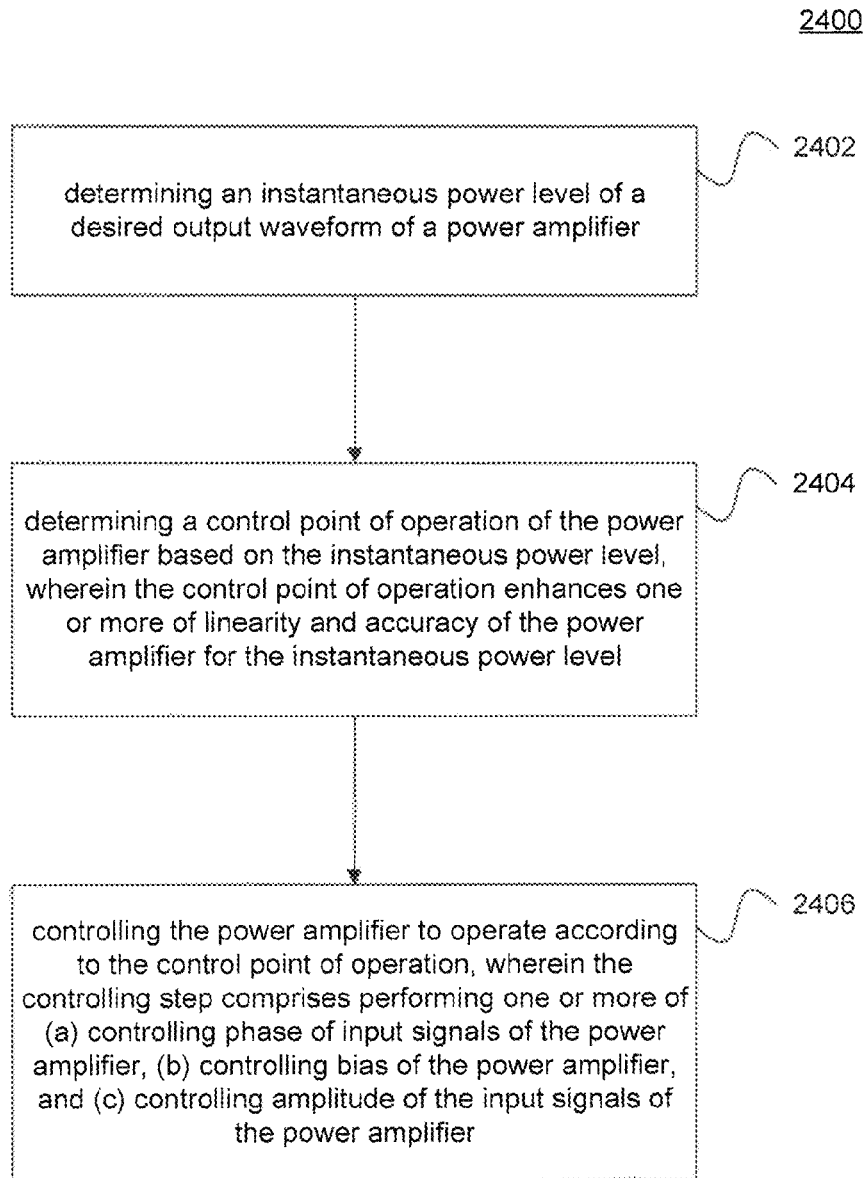 2400
2402
determining an instantaneous power level of a
desired output waveform of a power amplifier
2404
determining a control point of operation of the power
amplifier based on the instantaneous power level,
wherein the control point of operation enhances one
or more of linearity and accuracy of the power
amplifier for the instantaneous power level
2406
controlling the power amplifier to operate according
to the control point of operation, wherein the
controlling step comprises performing one or more of
(a) controlling phase of input signals of the power
amplifier, (b) controlling bias of the power amplifier,
and (c) controlling amplitude of the input signals of
the power amplifier